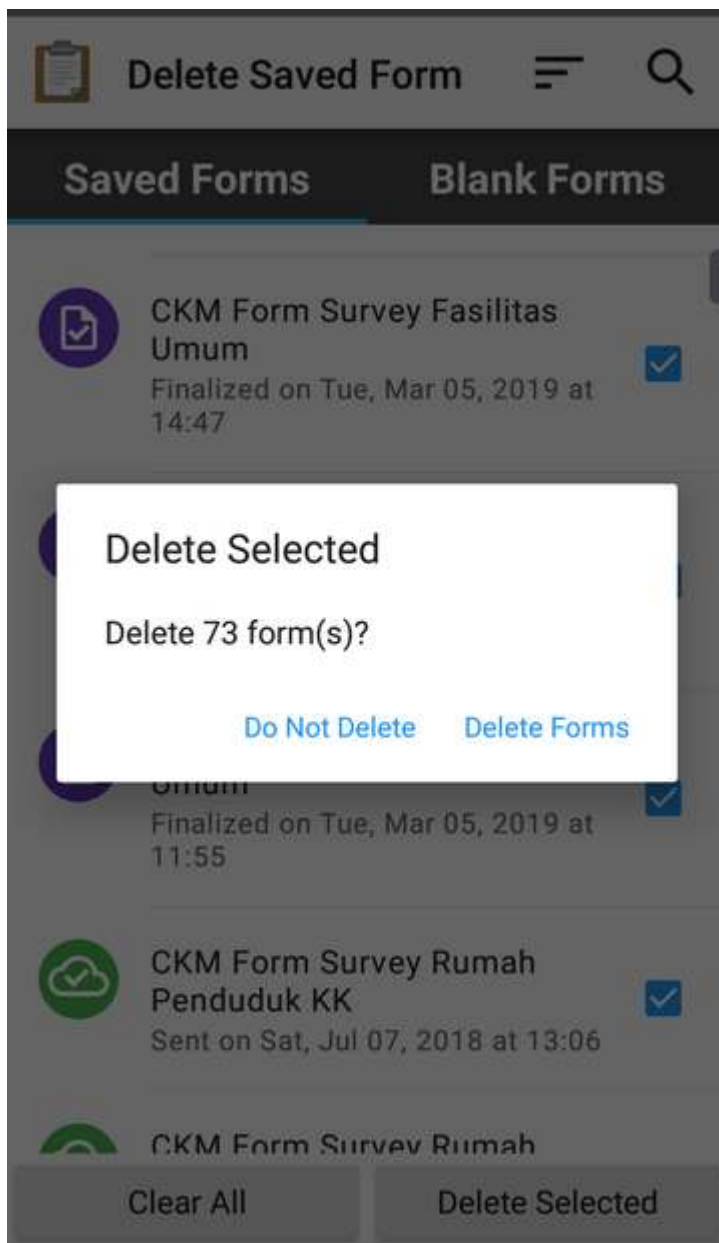 Delete Saved Form
Saved Forms
Blank Forms
CKM Form Survey Fasilitas
Umum
Finalized on Tue, Mar 05, 2019 at
14:47
Delete Selected
Delete 73 form(s)?
Do Not Delete
Delete Forms
Umum
Finalized on Tue, Mar 05, 2019 at
11:55
CKM Form Survey Rumah
Penduduk KK
Sent on Sat, Jul 07, 2018 at 13:06
CKM Form Survey Rumah
Clear All
Delete Selected